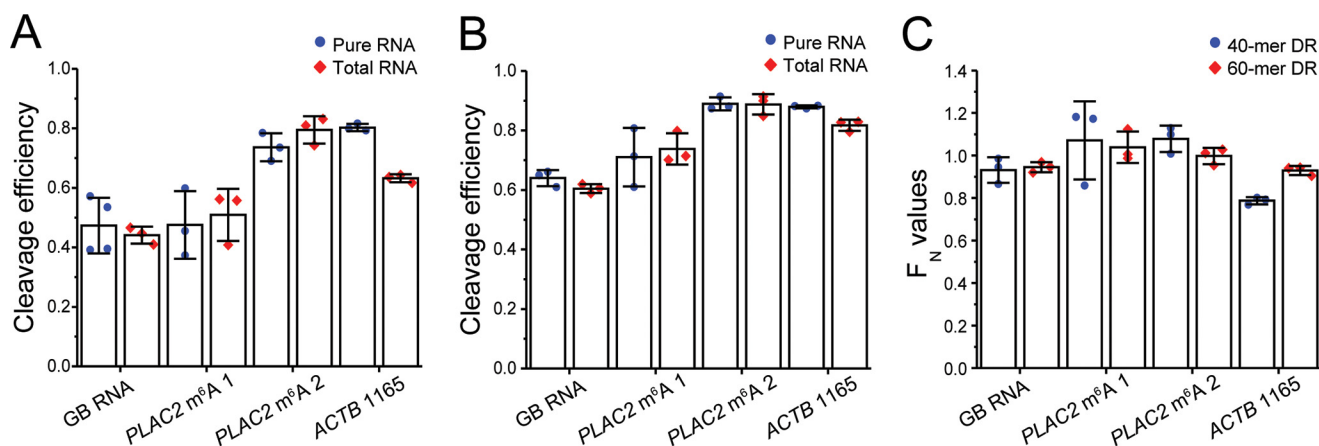 A
Pure RNA
Total RNA
Cleavage efficiency
1.0
0.8
0.6
0.4
0.2
0.0
GB RNA
PLAC2 m⁶A 1
PLAC2 m⁶A 2
ACTB 1165
B
Pure RNA
Total RNA
Cleavage efficiency
1.0
0.8
0.6
0.4
0.2
0.0
GB RNA
PLAC2 m⁶A 1
PLAC2 m⁶A 2
ACTB 1165
C
40-mer DR
60-mer DR
F_N values
1.4
1.2
1.0
0.8
0.6
0.4
0.2
0.0
GB RNA
PLAC2 m⁶A 1
PLAC2 m⁶A 2
ACTB 1165